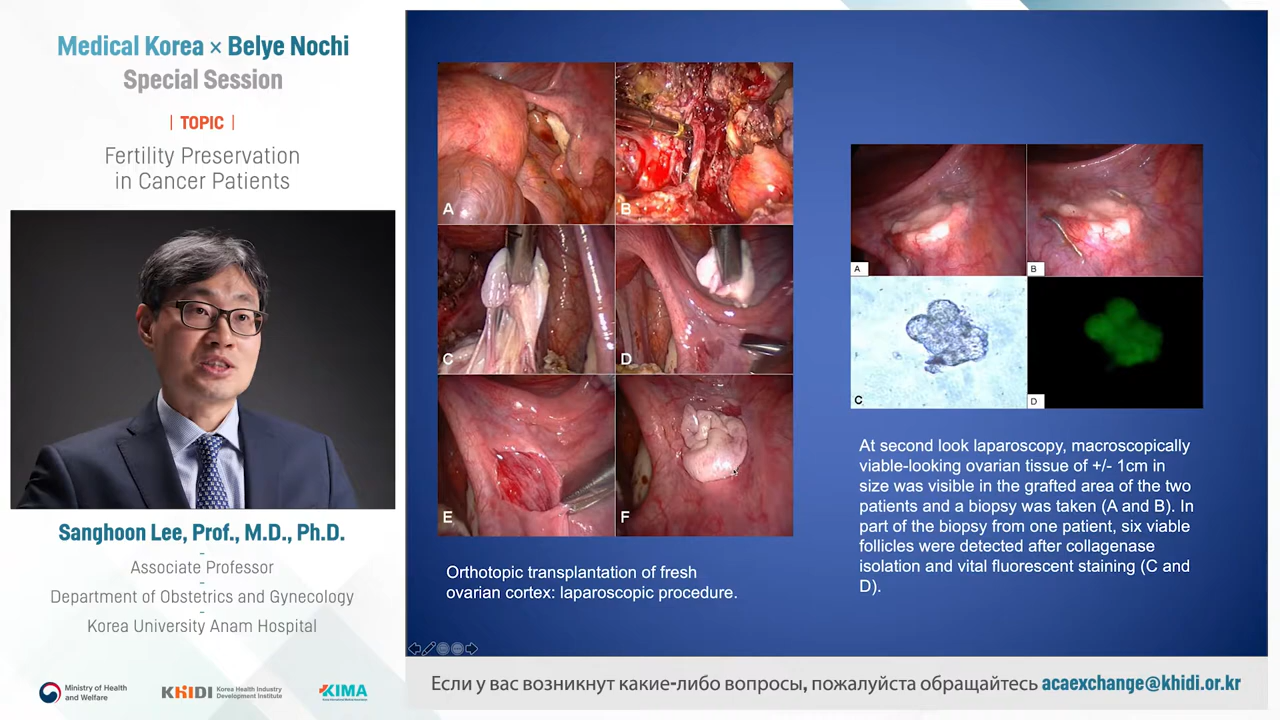 Medical Korea × Belye Nochi
Special Session
| TOPIC |
Fertility Preservation
in Cancer Patients
Sanghoon Lee, Prof., M.D., Ph.D.
-
Associate Professor
-
Department of Obstetrics and Gynecology
-
Korea University Anam Hospital
Ministry of Health
and Welfare
KHIDI
Korea Health Industry
Development Institute
KIMA
A
B
C
D
E
F
Orthotopic transplantation of fresh
ovarian cortex: laparoscopic procedure.
A
B
C
D
At second look laparoscopy, macroscopically
viable-looking ovarian tissue of +/- 1cm in
size was visible in the grafted area of the two
patients and a biopsy was taken (A and B). In
part of the biopsy from one patient, six viable
follicles were detected after collagenase
isolation and vital fluorescent staining (C and
D).
Если у вас возникнут какие-либо вопросы, пожалуйста обращайтесь acaexchange@khidi.or.kr